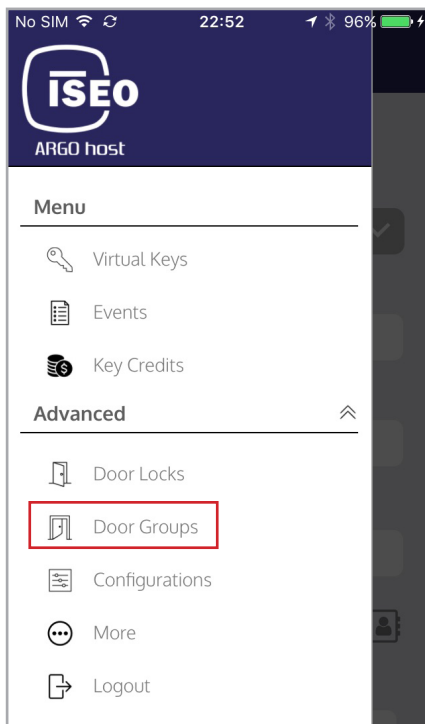 No SIM 22:52 96%
ISEO
ARGO host
Menu
Virtual Keys
Events
Key Credits
Advanced
Door Locks
Door Groups
Configurations
More
Logout